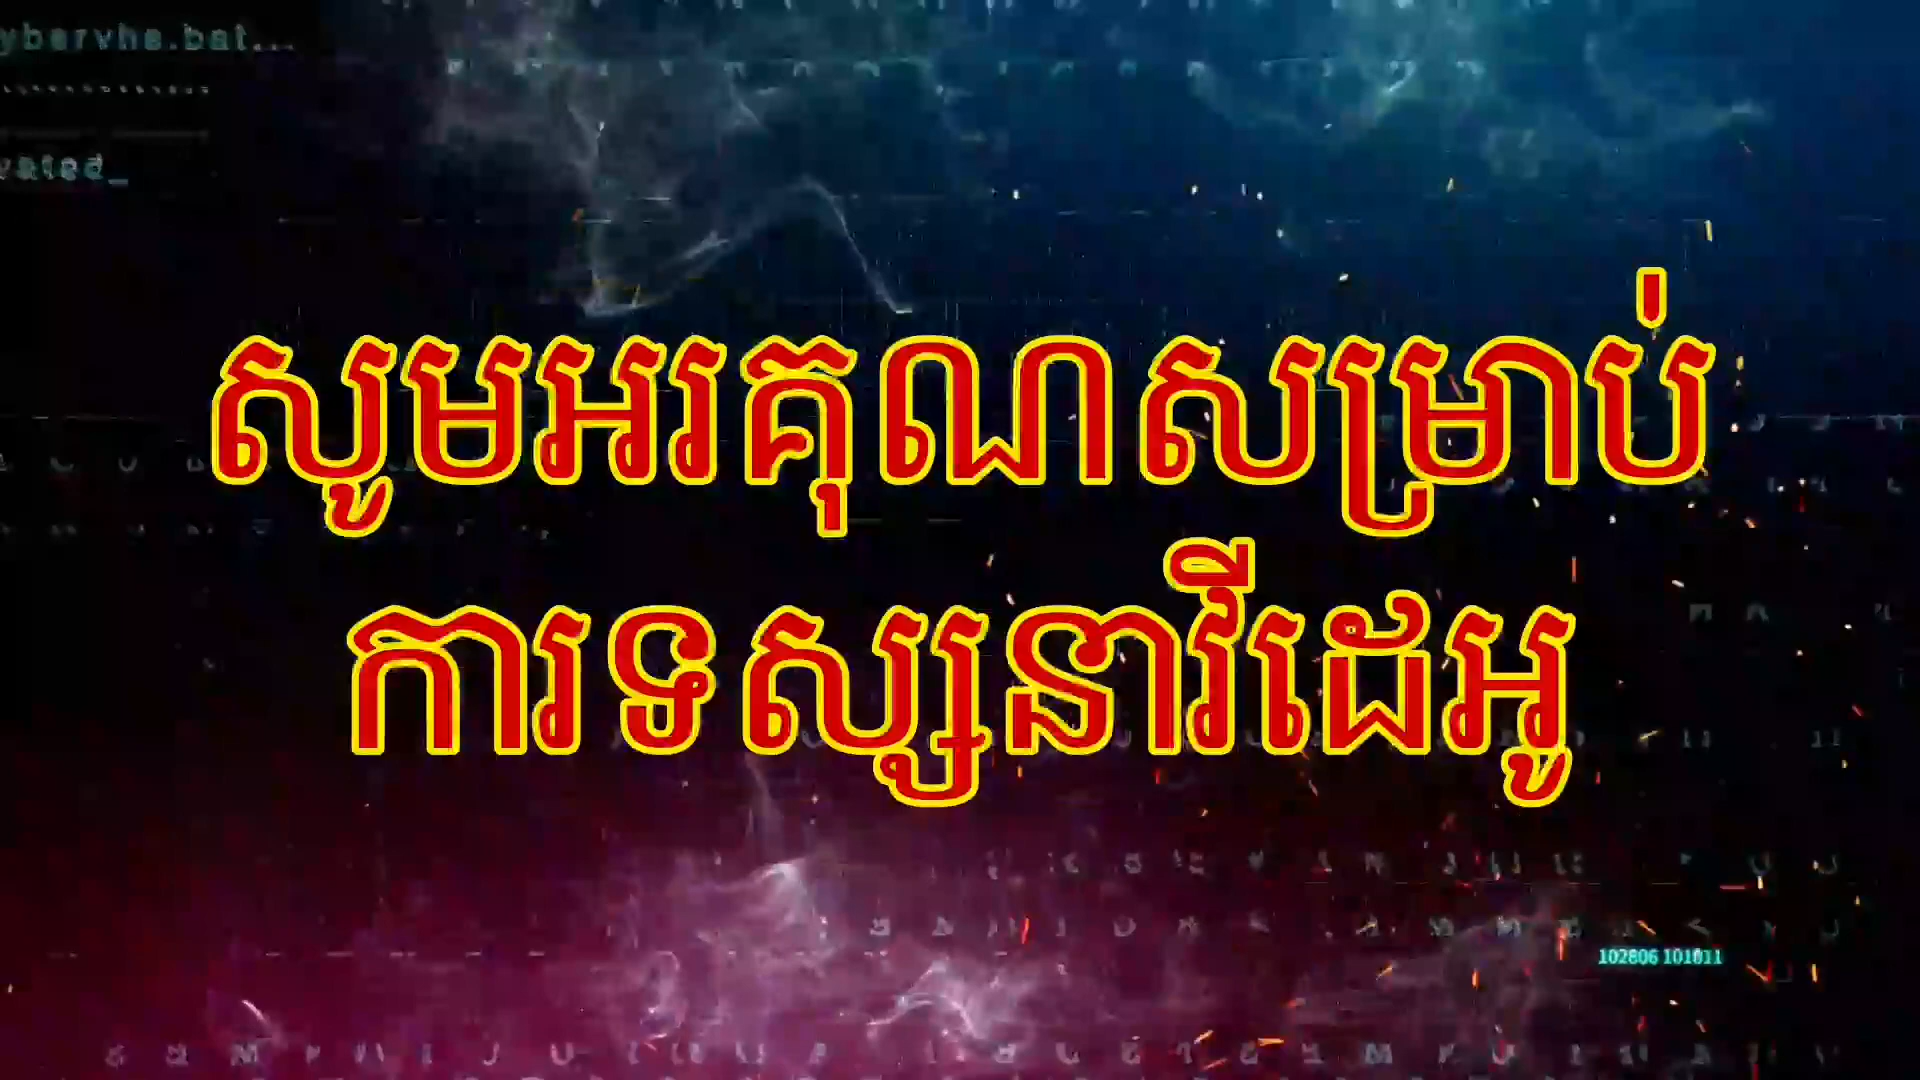 ybervhs.bat...
vated_
សូមអរគុណសម្រាប់
ការទស្សនាវីដេអូ
102806 101011